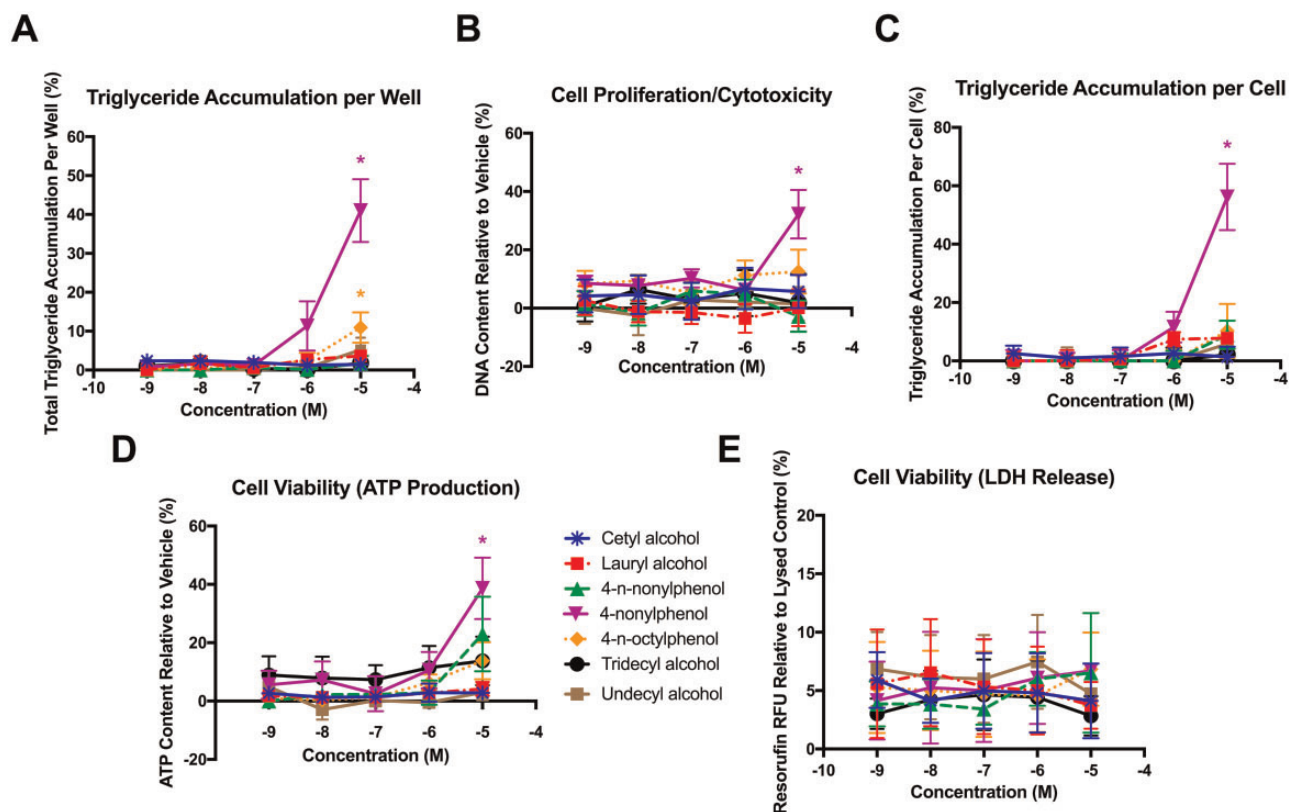 A
Triglyceride Accumulation per Well
Total Triglyceride Accumulation Per Well (%)
60
50
40
30
20
10
0
-10
-9
-8
-7
-6
-5
-4
*
*
Concentration (M)
B
Cell Proliferation/Cytotoxicity
DNA Content Relative to Vehicle (%)
60
40
20
0
-20
-9
-8
-7
-6
-5
-4
*
Concentration (M)
C
Triglyceride Accumulation per Cell
Triglyceride Accumulation Per Cell (%)
80
60
40
20
0
-10
-9
-8
-7
-6
-5
-4
*
Concentration (M)
D
Cell Viability (ATP Production)
ATP Content Relative to Vehicle (%)
60
40
20
0
-20
-9
-8
-7
-6
-5
-4
*
Concentration (M)
Cetyl alcohol
Lauryl alcohol
4-n-nonylphenol
4-nonylphenol
4-n-octylphenol
Tridecyl alcohol
Undecyl alcohol
E
Cell Viability (LDH Release)
Resorufin RFU Relative to Lysed Control (%)
20
15
10
5
0
-10
-9
-8
-7
-6
-5
-4
Concentration (M)